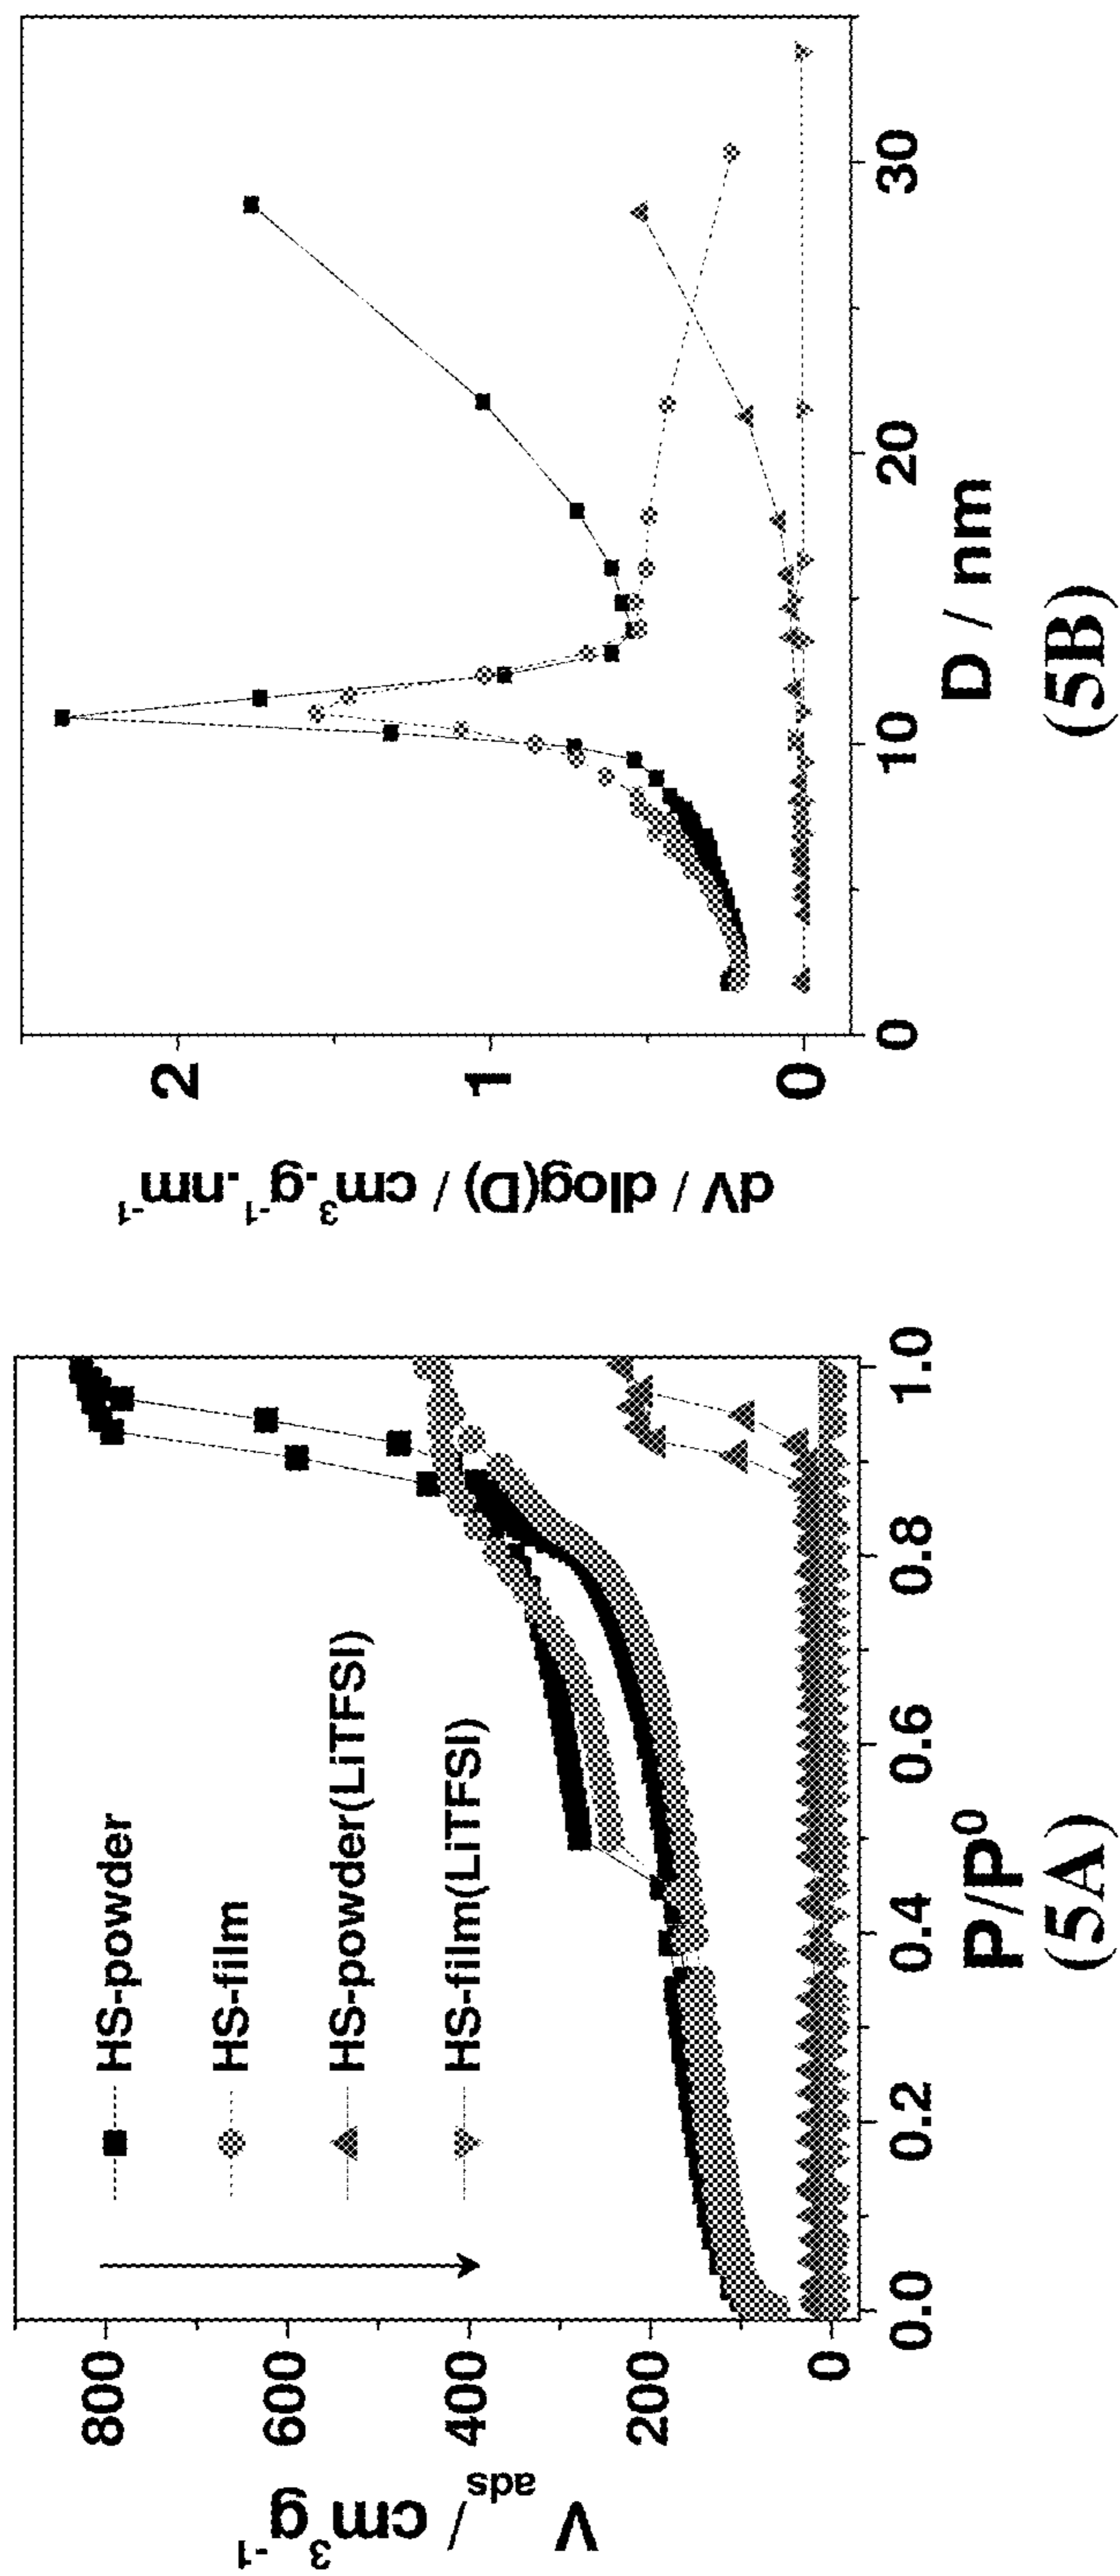 V_ads / cm³ g⁻¹
800
600
400
200
0
HS-powder
HS-film
HS-powder(LiTFSI)
HS-film(LiTFSI)
0.0 0.2 0.4 0.6 0.8 1.0
P/P⁰
(5A)
dV / dlog(D) / cm³.g⁻¹.nm⁻¹
2
1
0
0 10 20 30
D / nm
(5B)